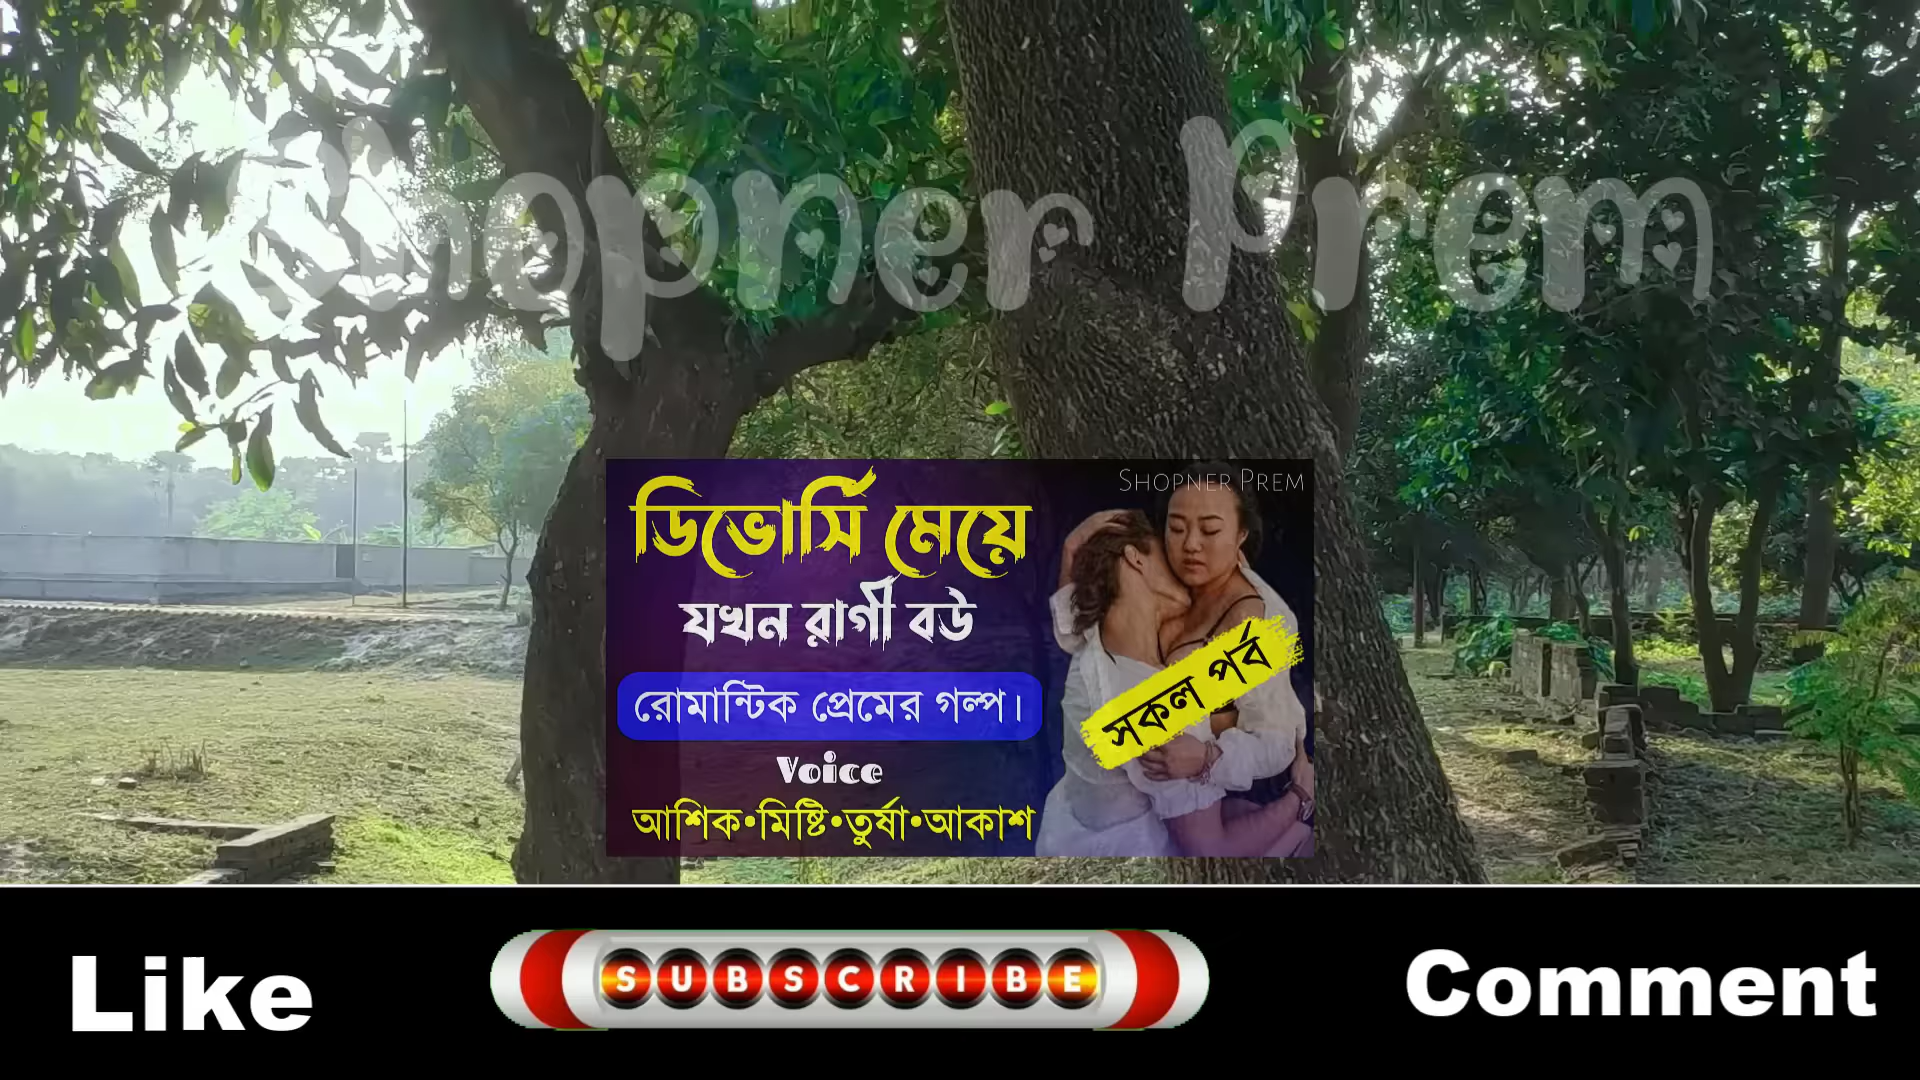 Shopner Prem
SHOPNER PREM
ডিভোর্সি মেয়ে
যখন রাগী বউ
রোমান্টিক প্রেমের গল্প।
সকল পর্ব
Voice
আশিক•মিষ্টি•তুর্ষা•আকাশ
Like
SUBSCRIBE
Comment